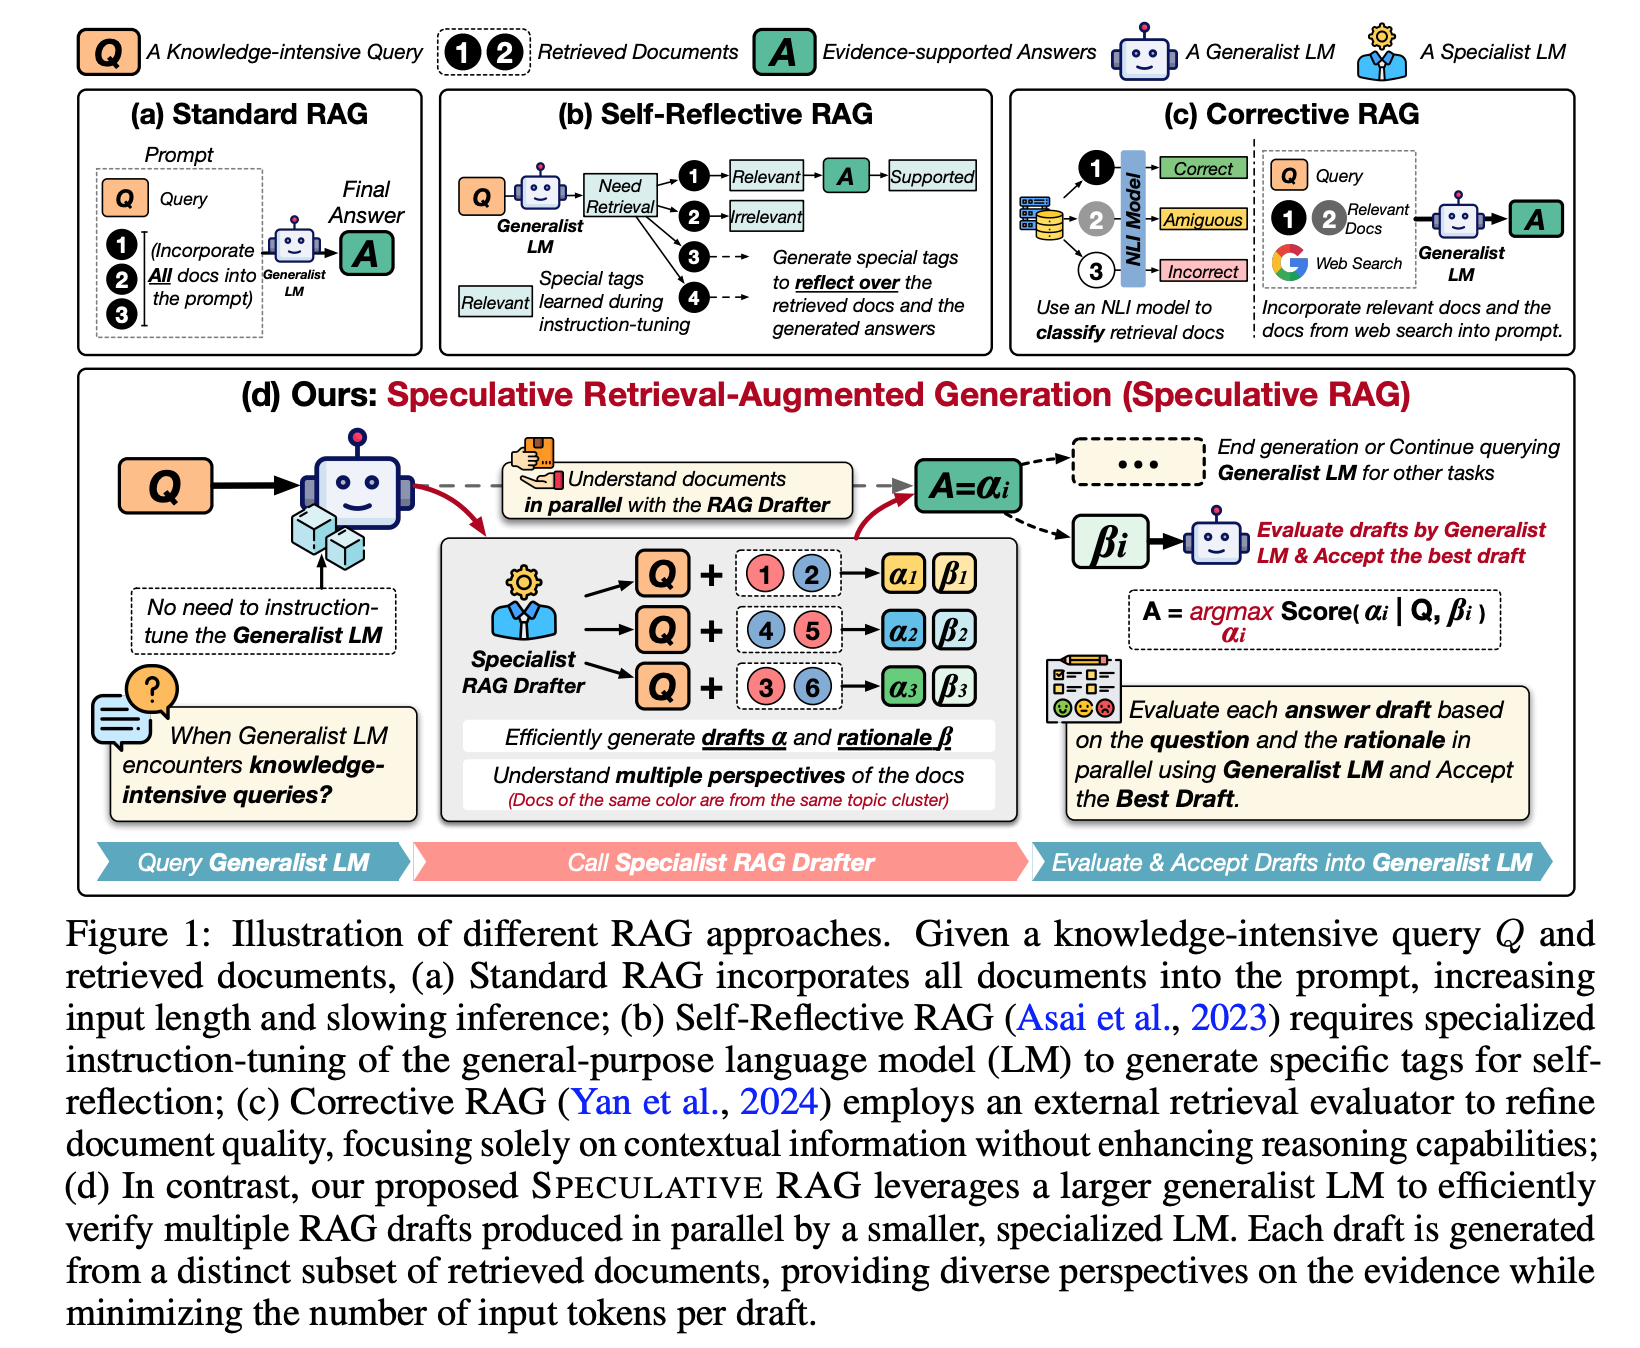 Q A Knowledge-intensive Query 1 2 Retrieved Documents A Evidence-supported Answers A Generalist LM A Specialist LM
(a) Standard RAG
Prompt
Q Query
1
2
3
(Incorporate
All docs into
the prompt)
Generalist
LM
Final
Answer
A
(b) Self-Reflective RAG
Q
Generalist
LM
Need
Retrieval
1 Relevant A Supported
2 Irrelevant
3
4
Relevant
Special tags
learned during
instruction-tuning
Generate special tags
to reflect over the
retrieved docs and the
generated answers
(c) Corrective RAG
1
2
3
NLI Model
Correct
Amiguous
Incorrect
Use an NLI model to
classify retrieval docs
Q Query
1 2 Relevant
Docs
G Web Search
Generalist
LM
A
Incorporate relevant docs and the
docs from web search into prompt.
(d) Ours: Speculative Retrieval-Augmented Generation (Speculative RAG)
Q
No need to instruction-
tune the Generalist LM
?
When Generalist LM
encounters knowledge-
intensive queries?
Understand documents
in parallel with the RAG Drafter
Specialist
RAG Drafter
Q + 1 2 α1 β1
Q + 4 5 α2 β2
Q + 3 6 α3 β3
Efficiently generate drafts α and rationale β
Understand multiple perspectives of the docs
(Docs of the same color are from the same topic cluster)
A=αi
...
End generation or Continue querying
Generalist LM for other tasks
βi
Evaluate drafts by Generalist
LM & Accept the best draft
A = argmax Score( αi | Q, βi )
αi
Evaluate each answer draft based
on the question and the rationale in
parallel using Generalist LM and Accept
the Best Draft.
Query Generalist LM
Call Specialist RAG Drafter
Evaluate & Accept Drafts into Generalist LM
Figure 1: Illustration of different RAG approaches. Given a knowledge-intensive query Q and
retrieved documents, (a) Standard RAG incorporates all documents into the prompt, increasing
input length and slowing inference; (b) Self-Reflective RAG (Asai et al., 2023) requires specialized
instruction-tuning of the general-purpose language model (LM) to generate specific tags for self-
reflection; (c) Corrective RAG (Yan et al., 2024) employs an external retrieval evaluator to refine
document quality, focusing solely on contextual information without enhancing reasoning capabilities;
(d) In contrast, our proposed SPECULATIVE RAG leverages a larger generalist LM to efficiently
verify multiple RAG drafts produced in parallel by a smaller, specialized LM. Each draft is generated
from a distinct subset of retrieved documents, providing diverse perspectives on the evidence while
minimizing the number of input tokens per draft.